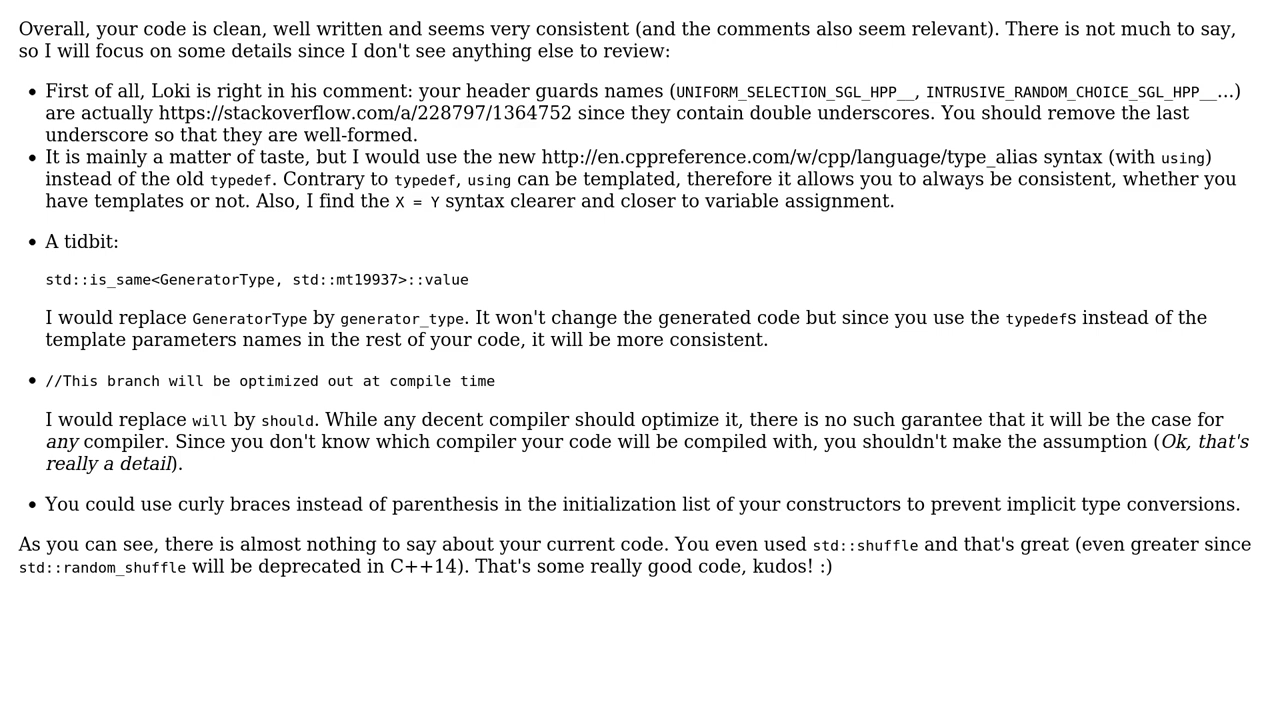 Overall, your code is clean, well written and seems very consistent (and the comments also seem relevant). There is not much to say,
so I will focus on some details since I don't see anything else to review:
• First of all, Loki is right in his comment: your header guards names (UNIFORM_SELECTION_SGL_HPP__, INTRUSIVE_RANDOM_CHOICE_SGL_HPP__...)
are actually https://stackoverflow.com/a/228797/1364752 since they contain double underscores. You should remove the last
underscore so that they are well-formed.
• It is mainly a matter of taste, but I would use the new http://en.cppreference.com/w/cpp/language/type_alias syntax (with using)
instead of the old typedef. Contrary to typedef, using can be templated, therefore it allows you to always be consistent, whether you
have templates or not. Also, I find the X = Y syntax clearer and closer to variable assignment.
• A tidbit:
std::is_same<GeneratorType, std::mt19937>::value
I would replace GeneratorType by generator_type. It won't change the generated code but since you use the typedefs instead of the
template parameters names in the rest of your code, it will be more consistent.
• //This branch will be optimized out at compile time
I would replace will by should. While any decent compiler should optimize it, there is no such garantee that it will be the case for
any compiler. Since you don't know which compiler your code will be compiled with, you shouldn't make the assumption (Ok, that's
really a detail).
• You could use curly braces instead of parenthesis in the initialization list of your constructors to prevent implicit type conversions.
As you can see, there is almost nothing to say about your current code. You even used std::shuffle and that's great (even greater since
std::random_shuffle will be deprecated in C++14). That's some really good code, kudos! :)